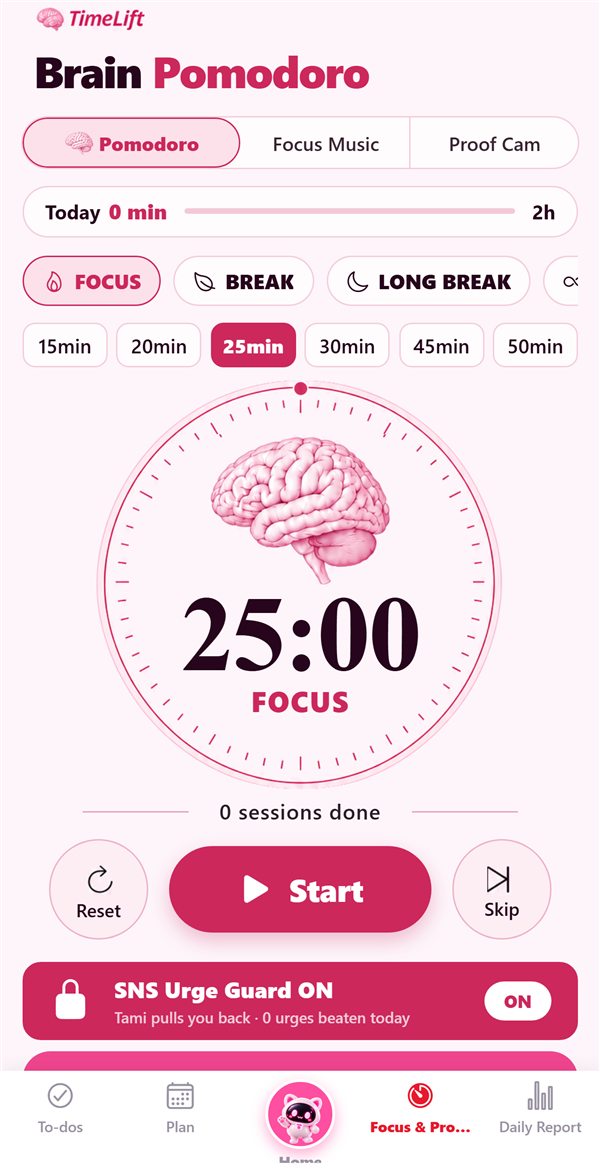 TimeLift
Brain Pomodoro
Pomodoro Focus Music Proof Cam
Today 0 min 2h
FOCUS BREAK LONG BREAK
15min 20min 25min 30min 45min 50min
25:00
FOCUS
0 sessions done
Reset Start Skip
SNS Urge Guard ON
ON
Tami pulls you back · 0 urges beaten today
To-dos Plan Home Focus & Pro... Daily Report